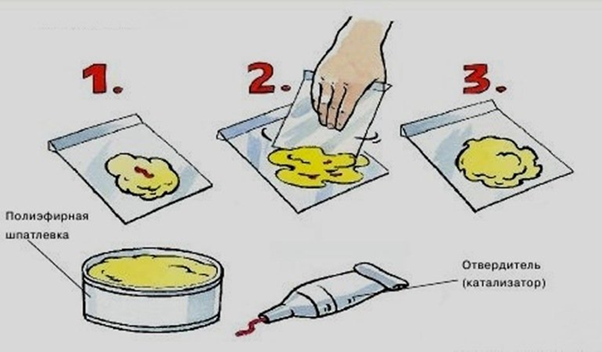 1. 2. 3.
Полиэфирная
шпатлевка
Отвердитель
(катализатор)